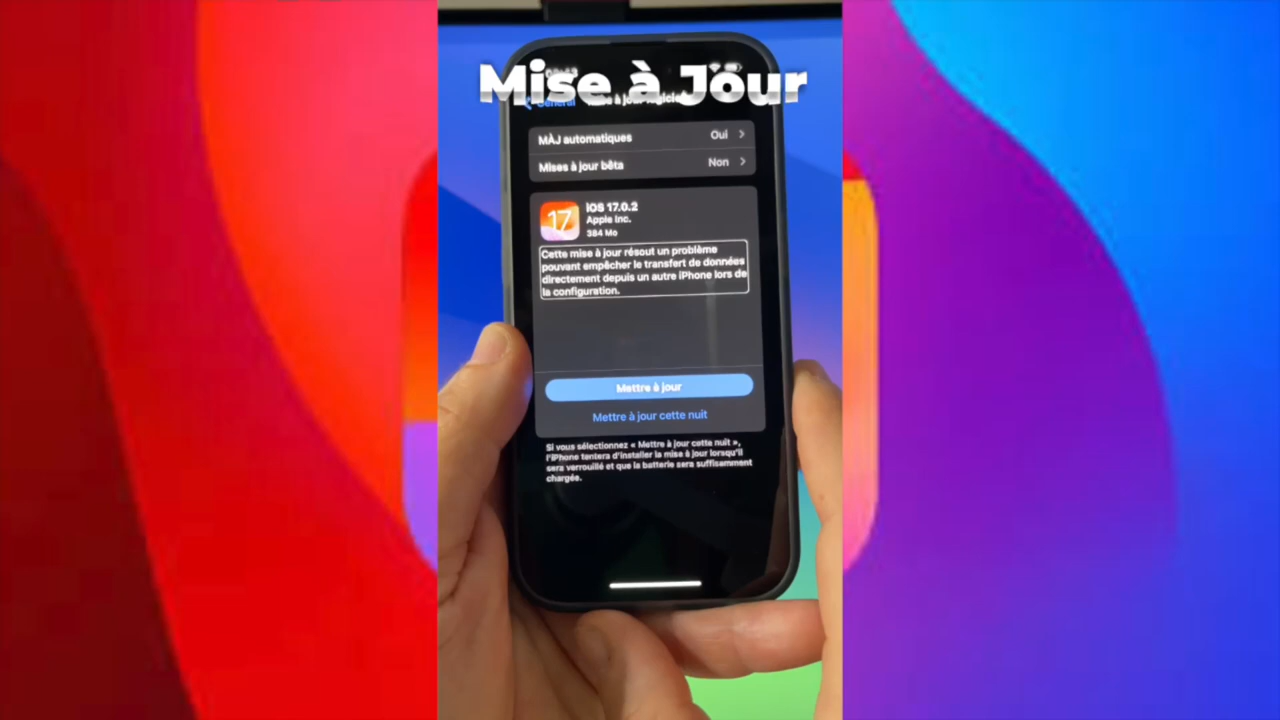 Mise à Jour
Général
MÀJ automatiques Oui
Mises à jour bêta Non
17
iOS 17.0.2
Apple Inc.
384 Mo
Cette mise à jour résout un problème
pouvant empêcher le transfert de données
directement depuis un autre iPhone lors de
la configuration.
Mettre à jour
Mettre à jour cette nuit
Si vous sélectionnez « Mettre à jour cette nuit »,
l'iPhone tentera d'installer la mise à jour lorsqu'il
sera verrouillé et que la batterie sera suffisamment
chargée.